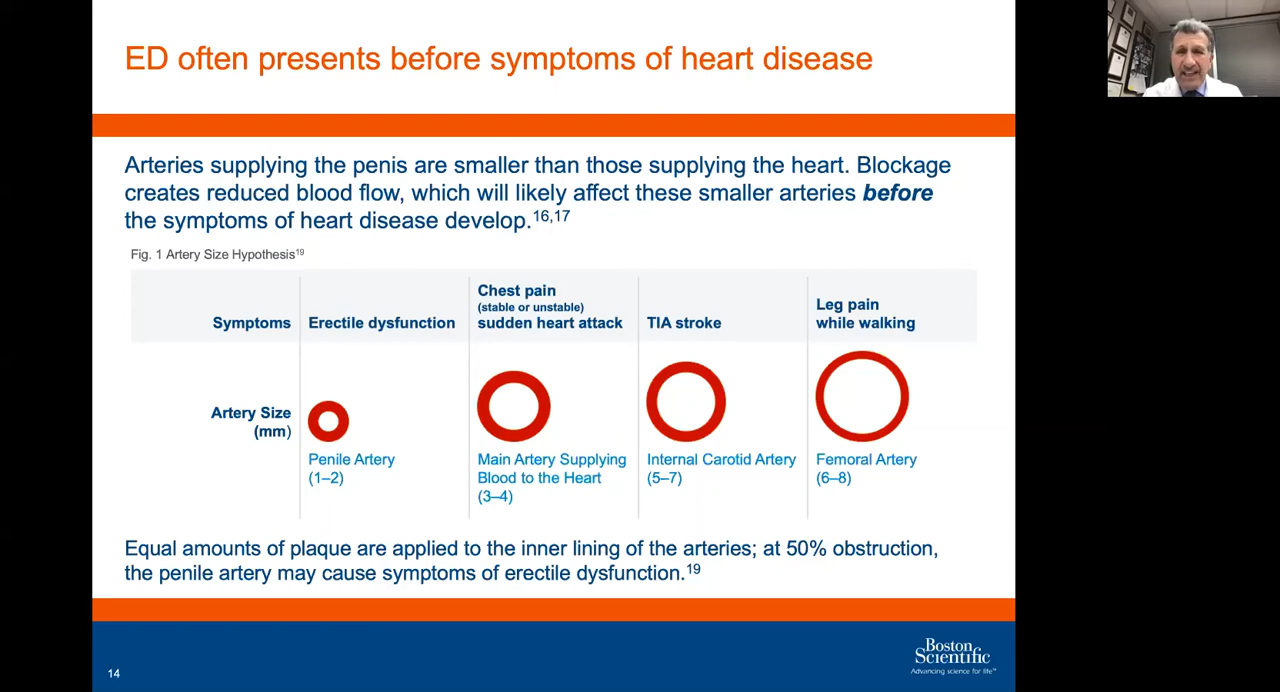 ED often presents before symptoms of heart disease
Arteries supplying the penis are smaller than those supplying the heart. Blockage
creates reduced blood flow, which will likely affect these smaller arteries before
the symptoms of heart disease develop.16,17
Fig. 1 Artery Size Hypothesis19
Symptoms
Erectile dysfunction
Chest pain
(stable or unstable)
sudden heart attack
TIA stroke
Leg pain
while walking
Artery Size
(mm)
Penile Artery
(1–2)
Main Artery Supplying
Blood to the Heart
(3–4)
Internal Carotid Artery
(5–7)
Femoral Artery
(6–8)
Equal amounts of plaque are applied to the inner lining of the arteries; at 50% obstruction,
the penile artery may cause symptoms of erectile dysfunction.19
14
Boston
Scientific
Advancing science for life™